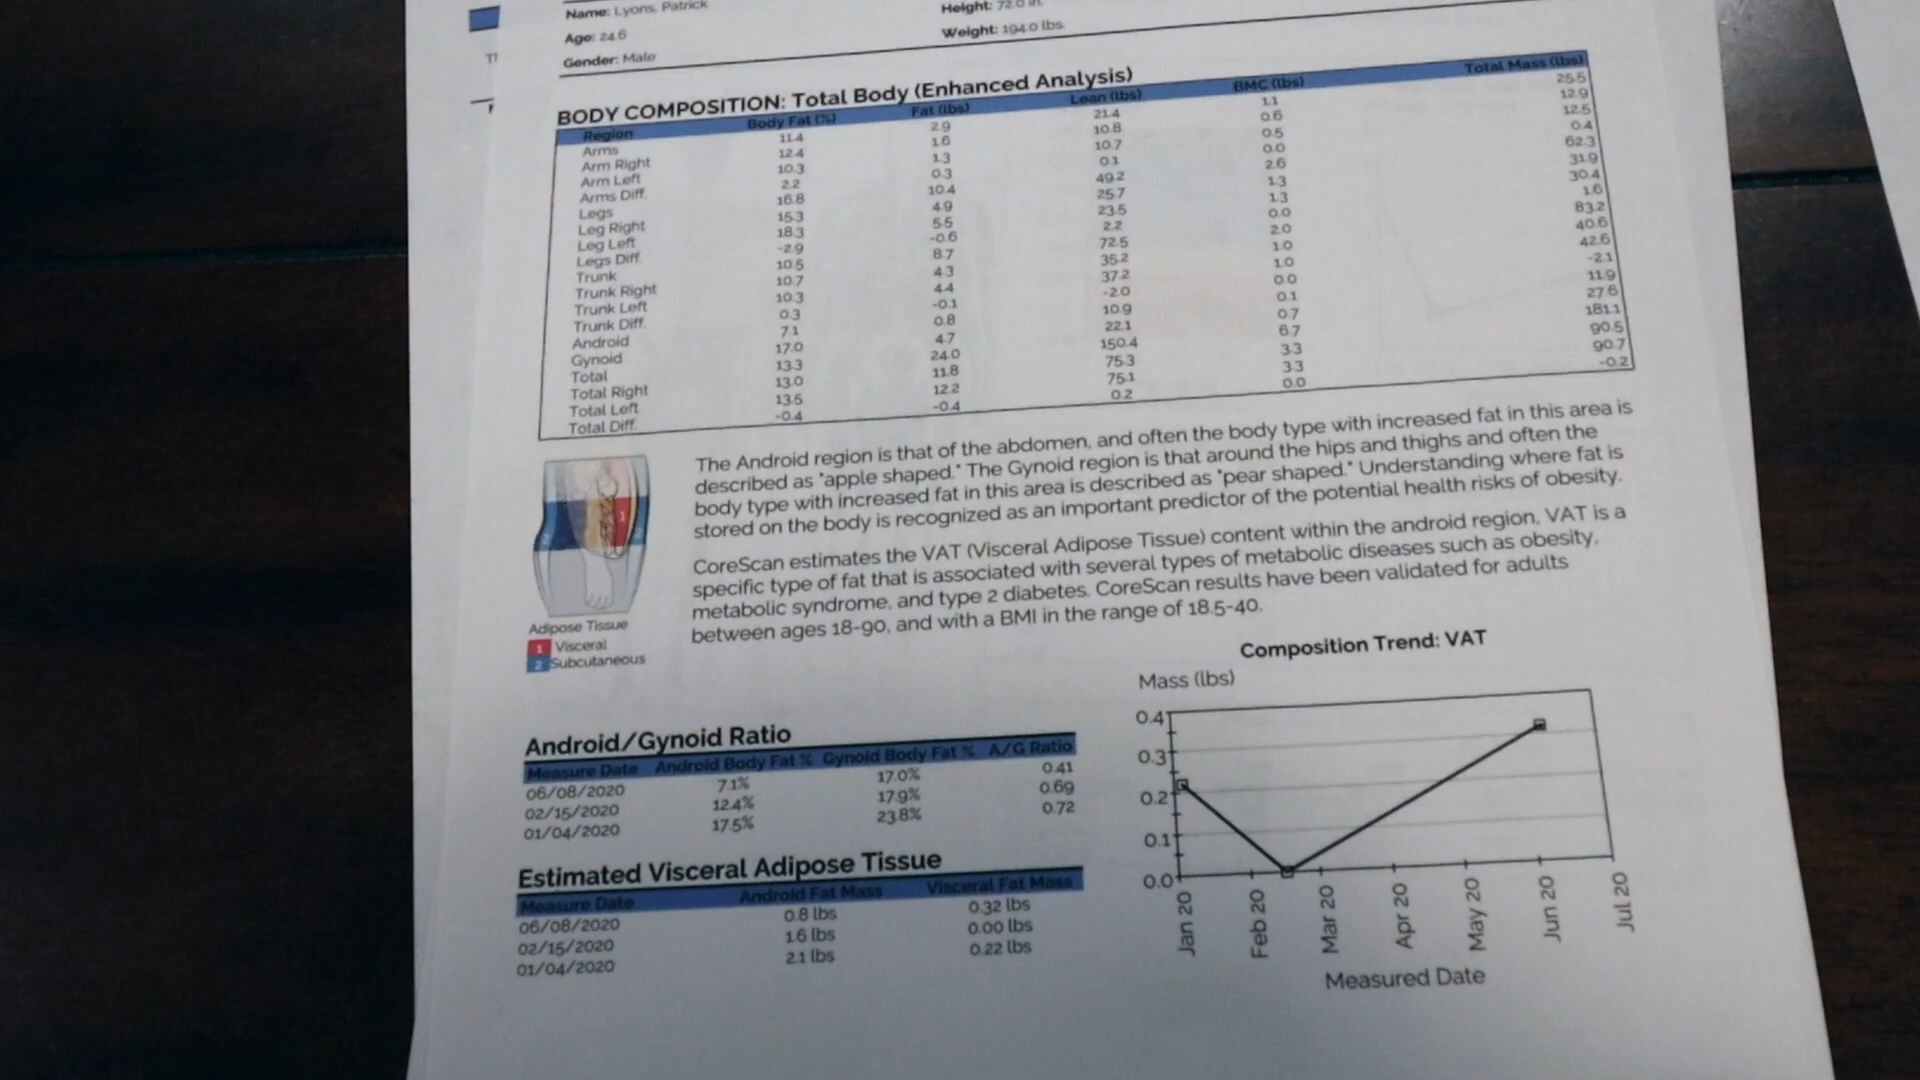 Name: Lyons, Patrick
Height: 72.0 in.
Age: 24.6
Weight: 194.0 lbs.
Gender: Male
BODY COMPOSITION: Total Body (Enhanced Analysis)
Region Body Fat (%) Fat (lbs) Lean (lbs) BMC (lbs) Total Mass (lbs)
Arms 11.4 2.9 21.4 1.1 25.5
Arm Right 12.4 1.6 10.8 0.6 12.9
Arm Left 10.3 1.3 10.7 0.5 12.5
Arms Diff. 2.2 0.3 0.1 0.0 0.4
Legs 16.8 10.4 49.2 2.6 62.3
Leg Right 15.3 4.9 25.7 1.3 31.9
Leg Left 18.3 5.5 23.5 1.3 30.4
Legs Diff. -2.9 -0.6 2.2 0.0 1.6
Trunk 10.5 8.7 72.5 2.0 83.2
Trunk Right 10.7 4.3 35.2 1.0 40.6
Trunk Left 10.3 4.4 37.2 1.0 42.6
Trunk Diff. 0.3 -0.1 -2.0 0.0 -2.1
Android 7.1 0.8 10.9 0.1 11.9
Gynoid 17.0 4.7 22.1 0.7 27.6
Total 13.3 24.0 150.4 6.7 181.1
Total Right 13.0 11.8 75.3 3.3 90.5
Total Left 13.5 12.2 75.1 3.3 90.7
Total Diff. -0.4 -0.4 0.2 0.0 -0.2
The Android region is that of the abdomen, and often the body type with increased fat in this area is
described as "apple shaped." The Gynoid region is that around the hips and thighs and often the
body type with increased fat in this area is described as "pear shaped." Understanding where fat is
stored on the body is recognized as an important predictor of the potential health risks of obesity.
CoreScan estimates the VAT (Visceral Adipose Tissue) content within the android region, VAT is a
specific type of fat that is associated with several types of metabolic diseases such as obesity,
metabolic syndrome, and type 2 diabetes. CoreScan results have been validated for adults
between ages 18-90, and with a BMI in the range of 18.5-40.
1
2
2
Adipose Tissue
1 Visceral
2 Subcutaneous
Android/Gynoid Ratio
Measure Date Android Body Fat % Gynoid Body Fat % A/G Ratio
06/08/2020 7.1% 17.0% 0.41
02/15/2020 12.4% 17.9% 0.69
01/04/2020 17.5% 23.8% 0.72
Estimated Visceral Adipose Tissue
Measure Date Android Fat Mass Visceral Fat Mass
06/08/2020 0.8 lbs 0.32 lbs
02/15/2020 1.6 lbs 0.00 lbs
01/04/2020 2.1 lbs 0.22 lbs
Composition Trend: VAT
Mass (lbs)
0.4
0.3
0.2
0.1
0.0
Jan 20 Feb 20 Mar 20 Apr 20 May 20 Jun 20 Jul 20
Measured Date